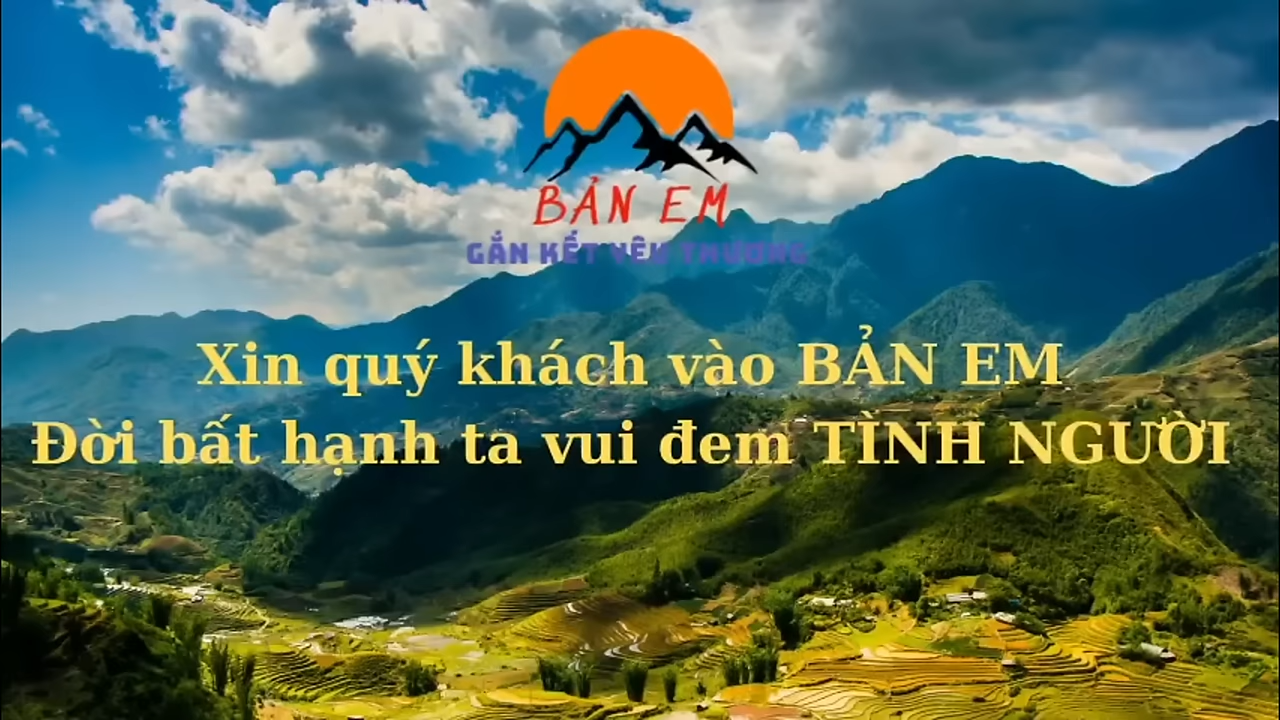 BẢN EM
GẮN KẾT YÊU THƯƠNG
Xin quý khách vào BẢN EM
Đời bất hạnh ta vui đem TÌNH NGƯỜI